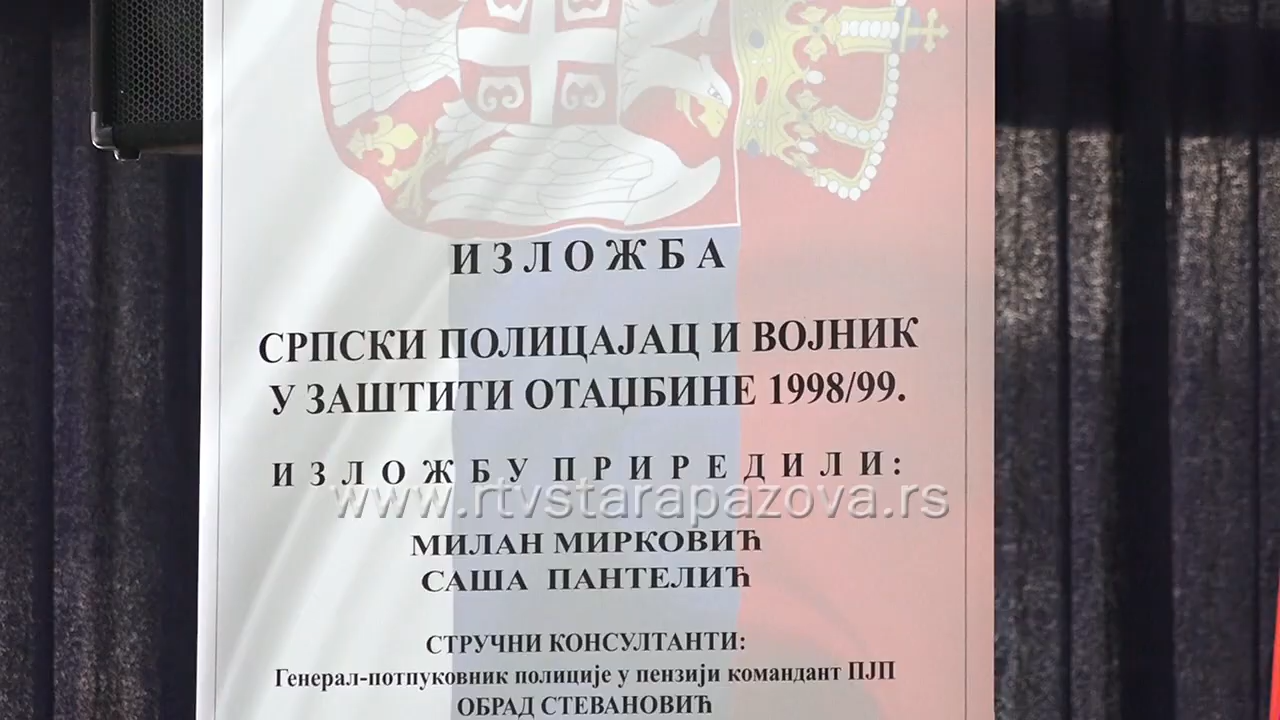 ИЗЛОЖБА
СРПСКИ ПОЛИЦАЈАЦ И ВОЈНИК
У ЗАШТИТИ ОТАЏБИНЕ 1998/99.
ИЗЛОЖБУ ПРИРЕДИЛИ:
www.rtvstarapazova.rs
МИЛАН МИРКОВИЋ
САША ПАНТЕЛИЋ
СТРУЧНИ КОНСУЛТАНТИ:
Генерал-потпуковник полиције у пензији командант ПЈП
ОБРАД СТЕВАНОВИЋ